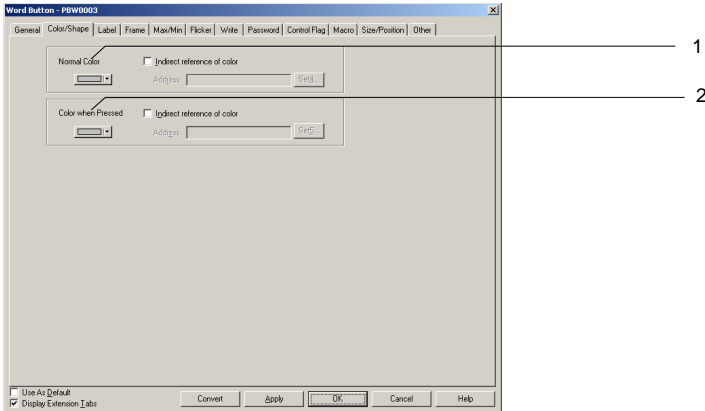 Word Button - PBW0003
General Color/Shape Label Frame Max/Min Flicker Write Password Control Flag Macro Size/Position Other
1
Normal Color Indirect reference of color
Address Set4...
2
Color when Pressed Indirect reference of color
Address Set5...
Use As Default
Display Extension Tabs
Convert Apply OK Cancel Help